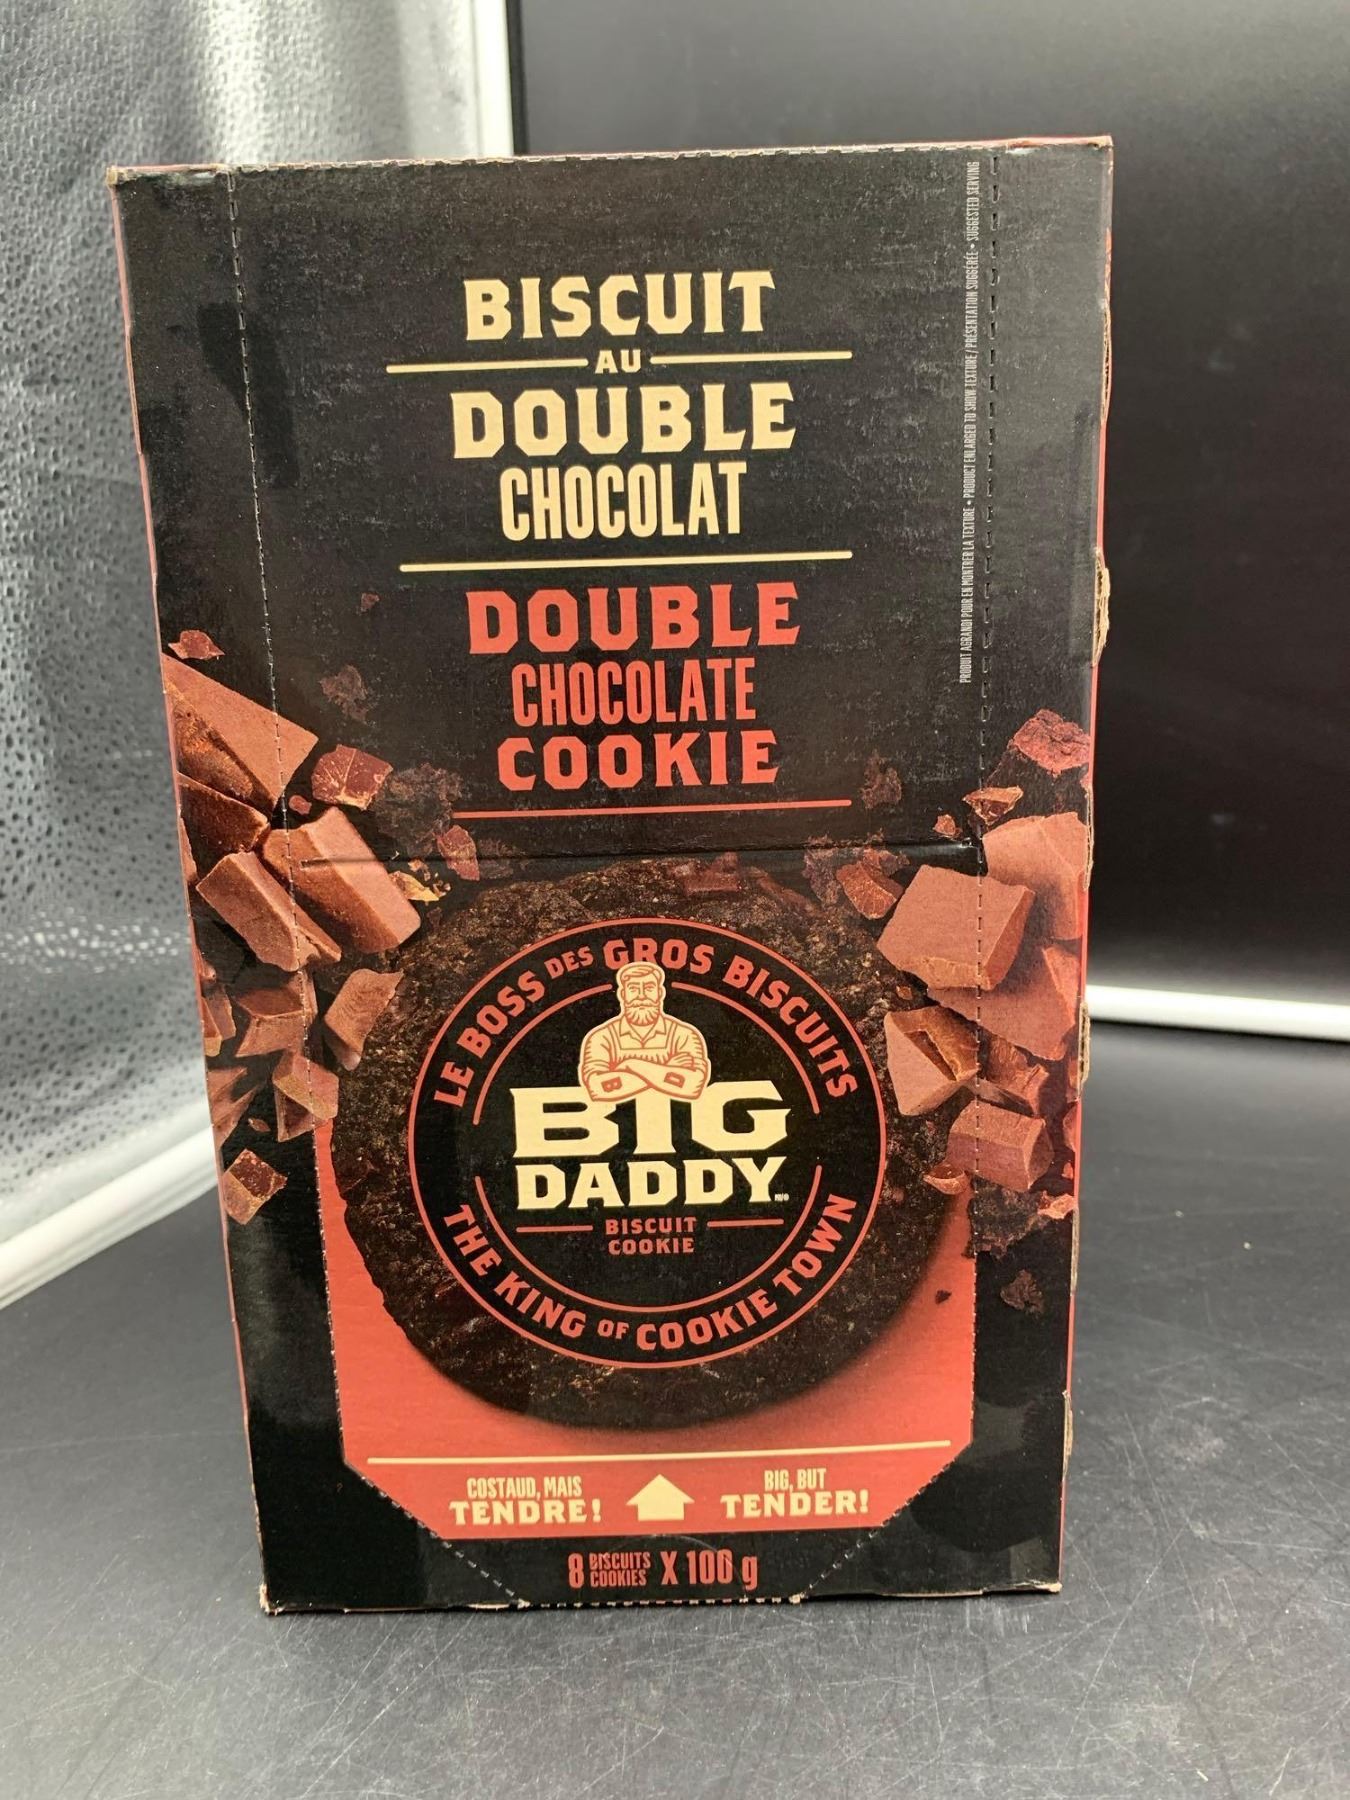 BISCUIT
AU
DOUBLE
CHOCOLAT
DOUBLE
CHOCOLATE
COOKIE
PRODUIT AGRANDI POUR EN MONTRER LA TEXTURE • PRODUCT ENLARGED TO SHOW TEXTURE / PRÉSENTATION SUGGÉRÉE • SUGGESTED SERVING
LE BOSS DES GROS BISCUITS
B D
BIG
DADDY
BISCUIT
COOKIE
THE KING OF COOKIE TOWN
COSTAUD, MAIS
TENDRE!
BIG, BUT
TENDER!
8 BISCUITS COOKIES X 100 g